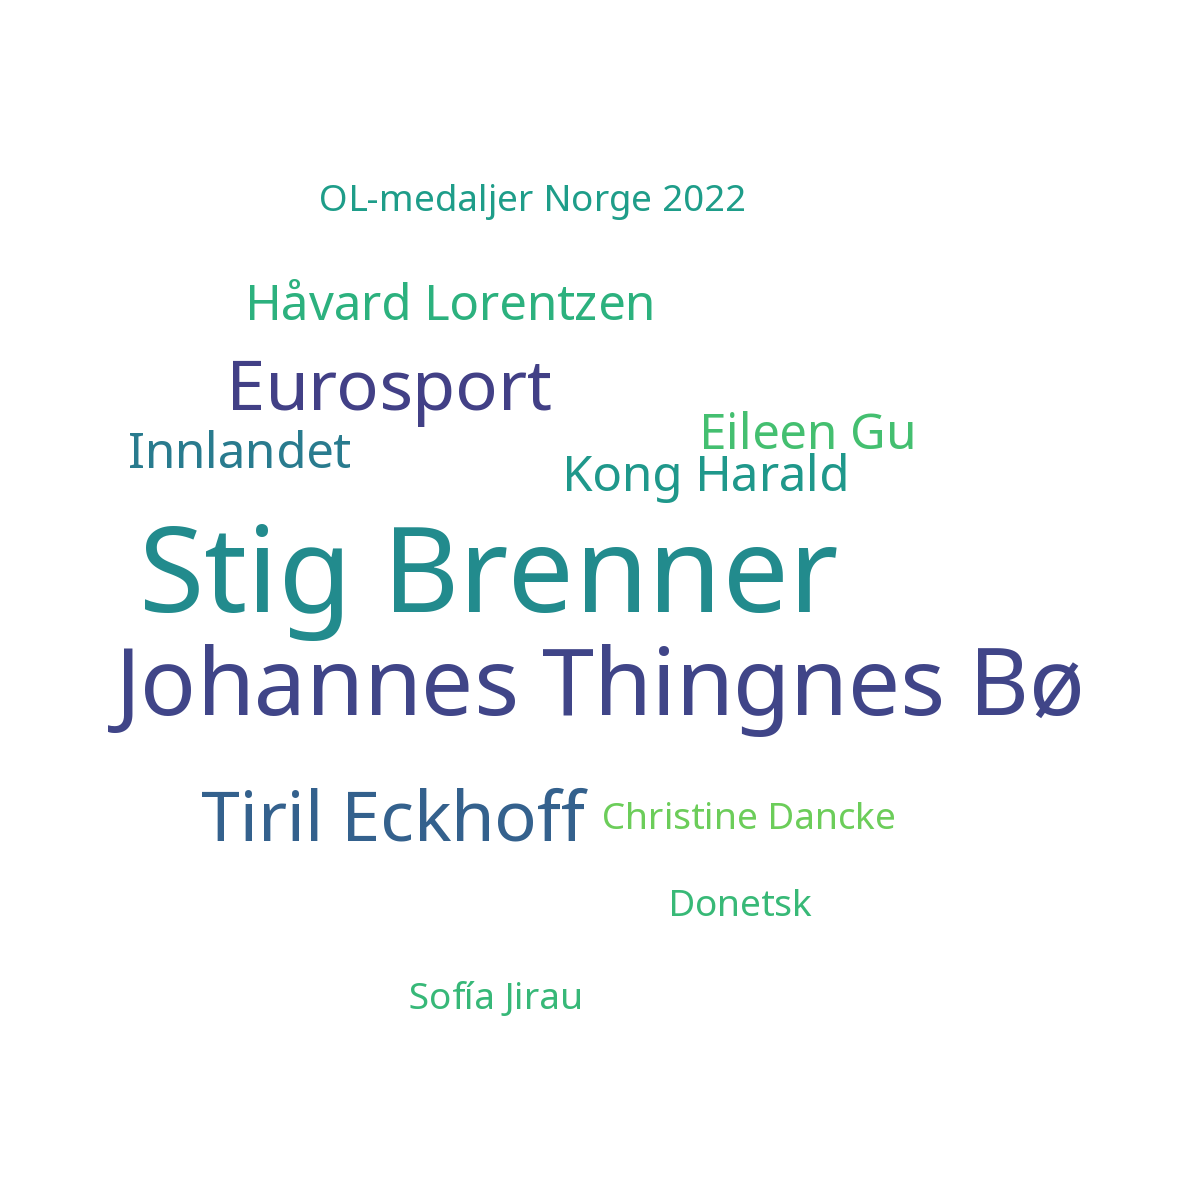 OL-medaljer Norge 2022
Håvard Lorentzen
Eurosport
Eileen Gu
Innlandet
Kong Harald
Stig Brenner
Johannes Thingnes Bø
Tiril Eckhoff
Christine Dancke
Donetsk
Sofía Jirau